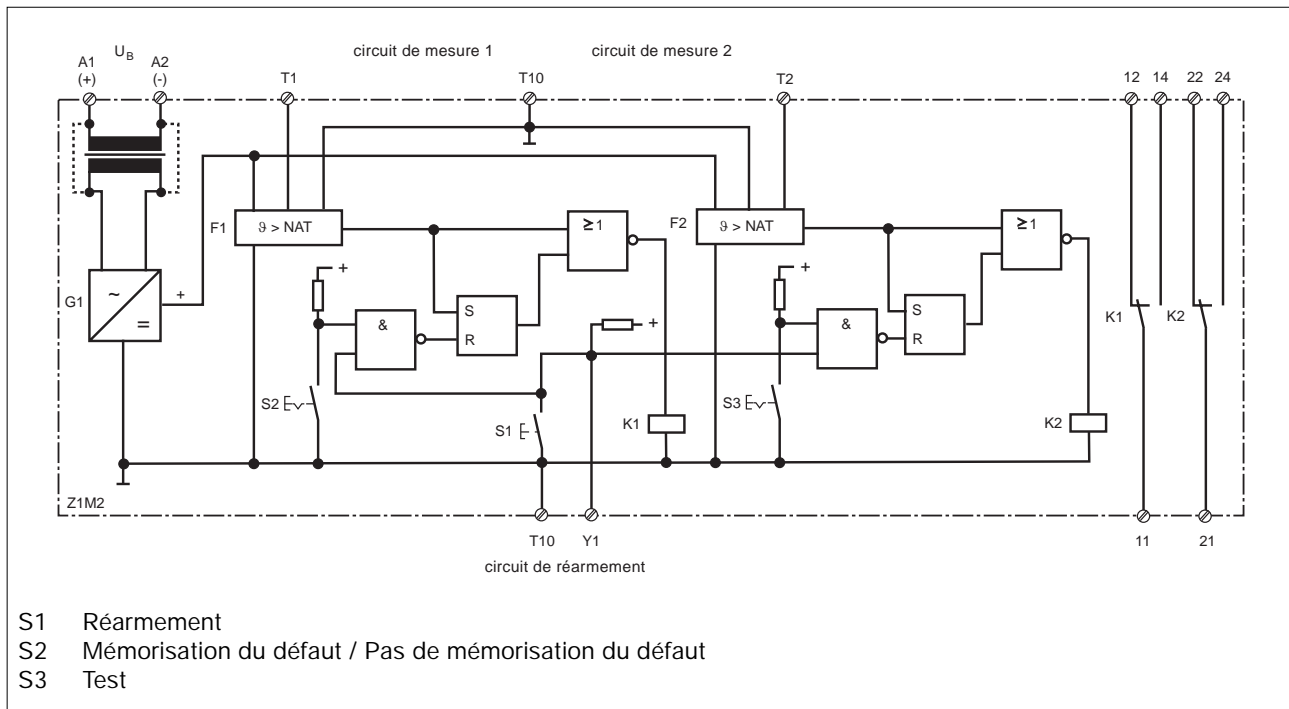 U_B circuit de mesure 1 circuit de mesure 2
A1 A2 T1 T10 T2 12 14 22 24
(+) (-)
F1 ϑ > NAT ≥1 F2 ϑ > NAT ≥1
+ +
G1 ~ = + & S R & S R K1 K2
+
S2 S1 K1 S3 K2
Z1M2
T10 Y1 11 21
circuit de réarmement
S1 Réarmement
S2 Mémorisation du défaut / Pas de mémorisation du défaut
S3 Test